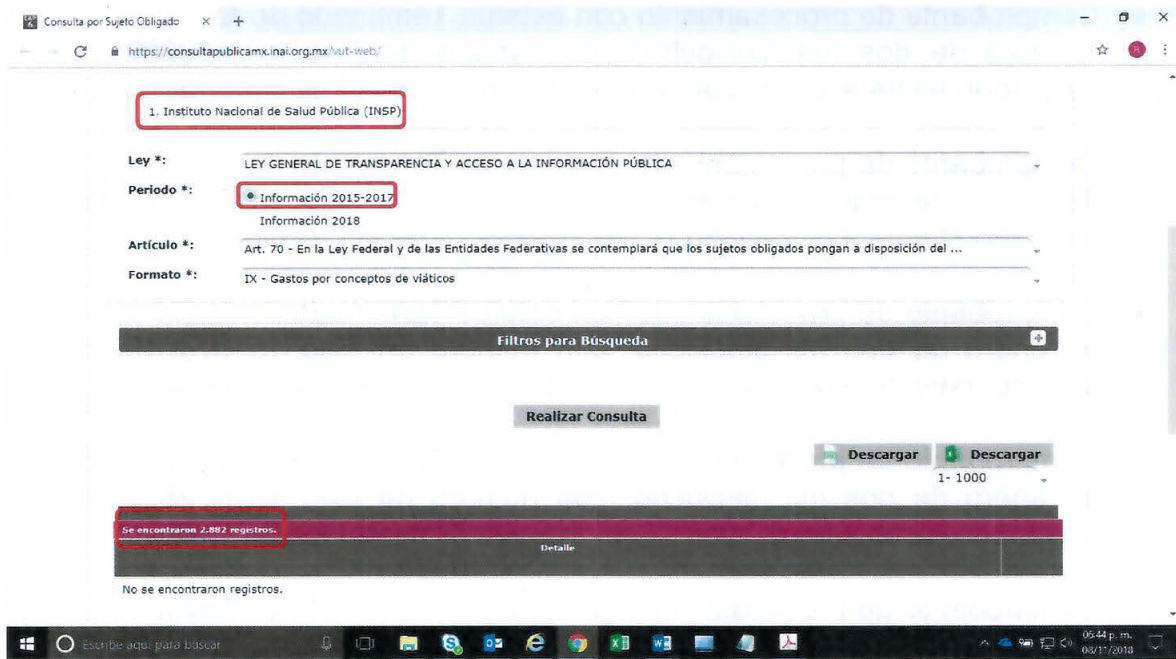 Consulta por Sujeto Obligado
https://consultapublicamx.inai.org.mx/vut-web/
1. Instituto Nacional de Salud Pública (INSP)
Ley *:
LEY GENERAL DE TRANSPARENCIA Y ACCESO A LA INFORMACIÓN PÚBLICA
Periodo *:
Información 2015-2017
Información 2018
Artículo *:
Art. 70 - En la Ley Federal y de las Entidades Federativas se contemplará que los sujetos obligados pongan a disposición del ...
Formato *:
IX - Gastos por conceptos de viáticos
Filtros para Búsqueda
Realizar Consulta
Descargar Descargar
1- 1000
Se encontraron 2.882 registros.
Detalle
No se encontraron registros.
Escribe aquí para buscar
05:44 p. m.
08/11/2018